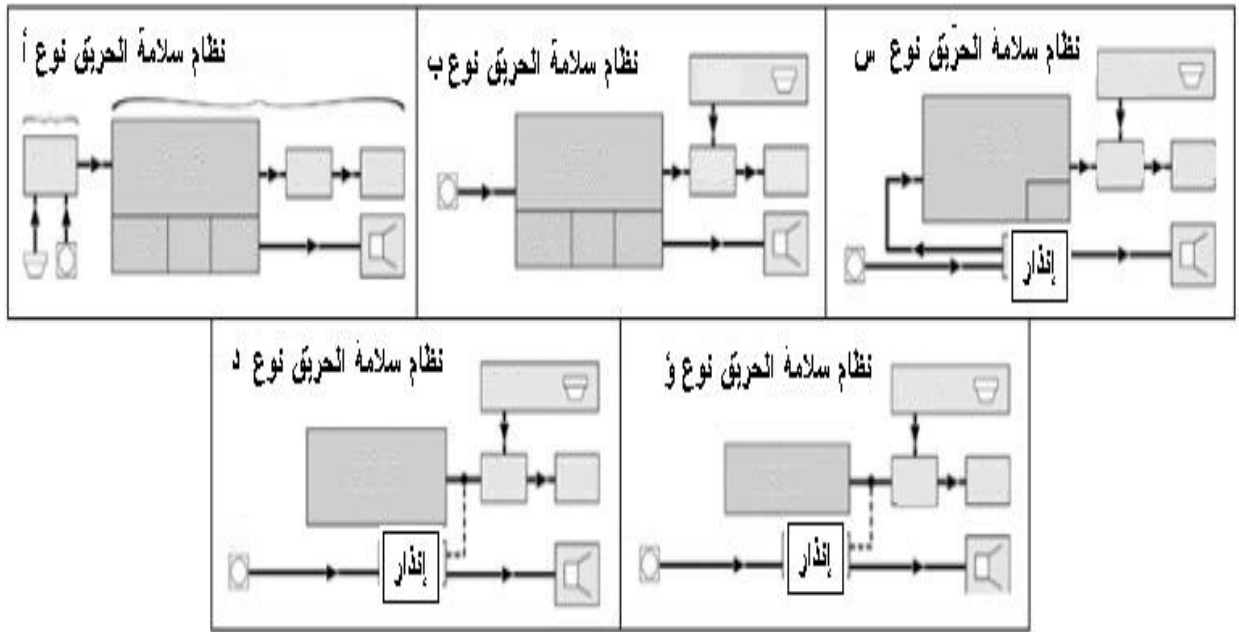 نظام سلامة الحريق نوع أ
نظام سلامة الحريق نوع ب
نظام سلامة الحريق نوع س
إنذار
نظام سلامة الحريق نوع د
إنذار
نظام سلامة الحريق نوع ؤ
إنذار